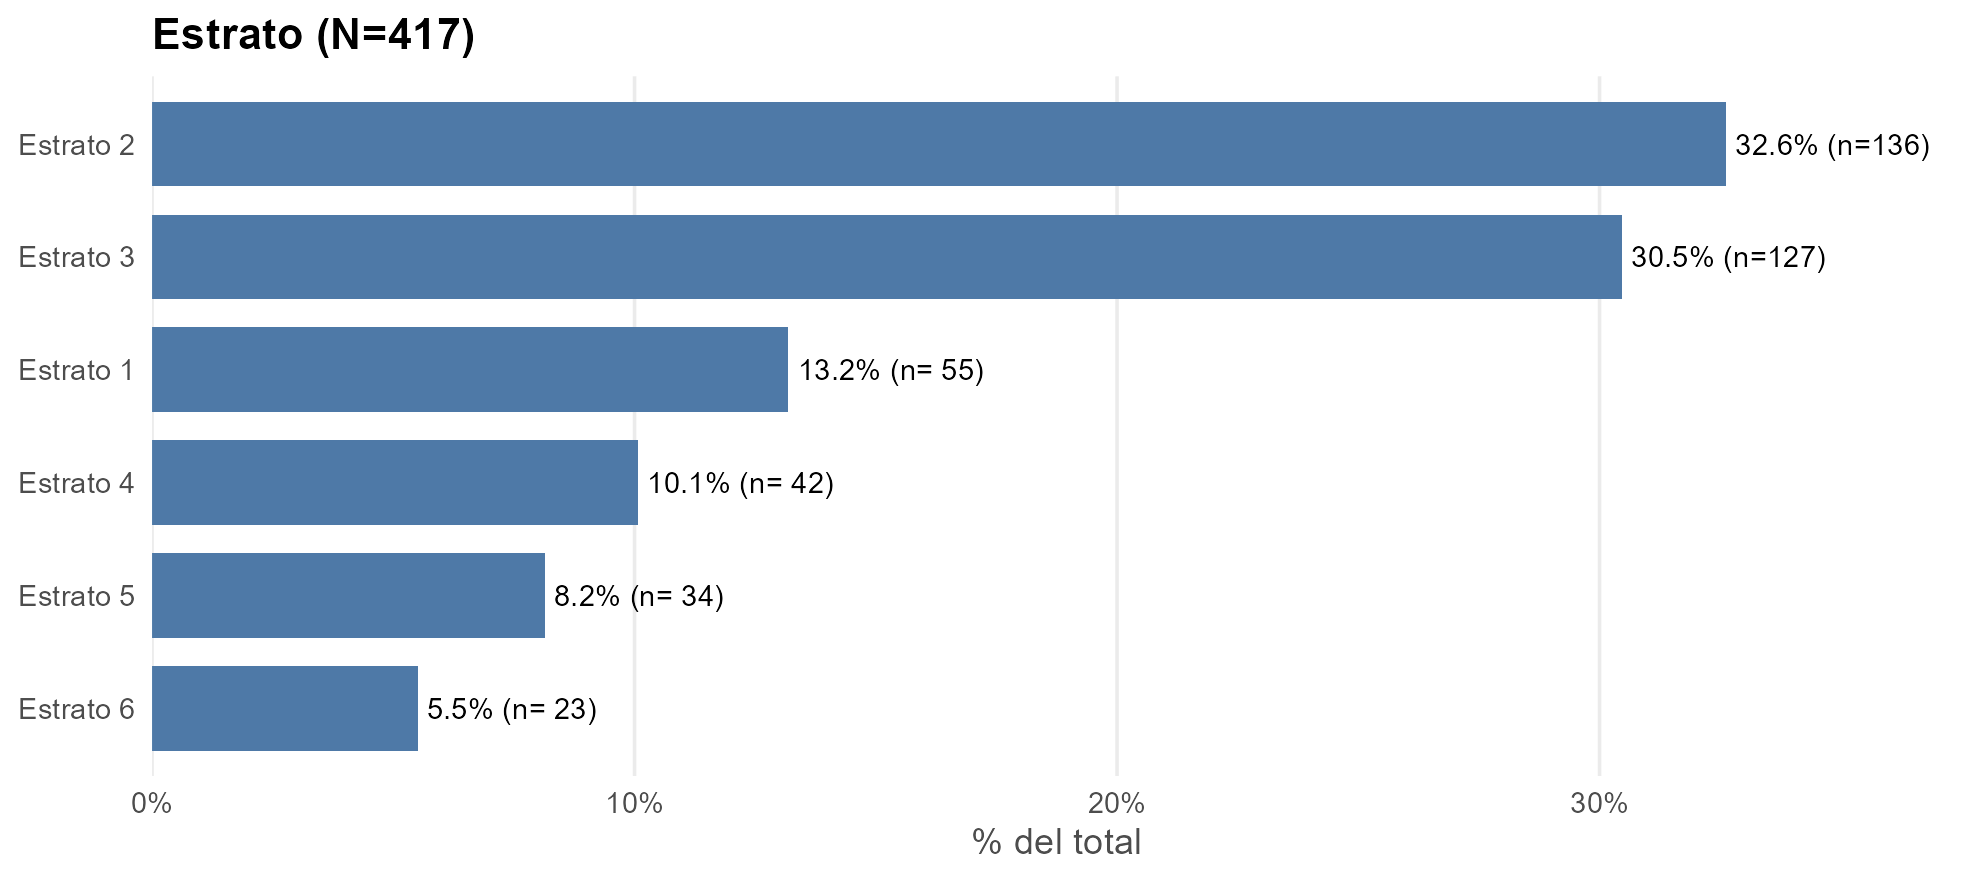 Estrato (N=417)
Estrato 2 32.6% (n=136)
Estrato 3 30.5% (n=127)
Estrato 1 13.2% (n= 55)
Estrato 4 10.1% (n= 42)
Estrato 5 8.2% (n= 34)
Estrato 6 5.5% (n= 23)
0% 10% 20% 30%
% del total